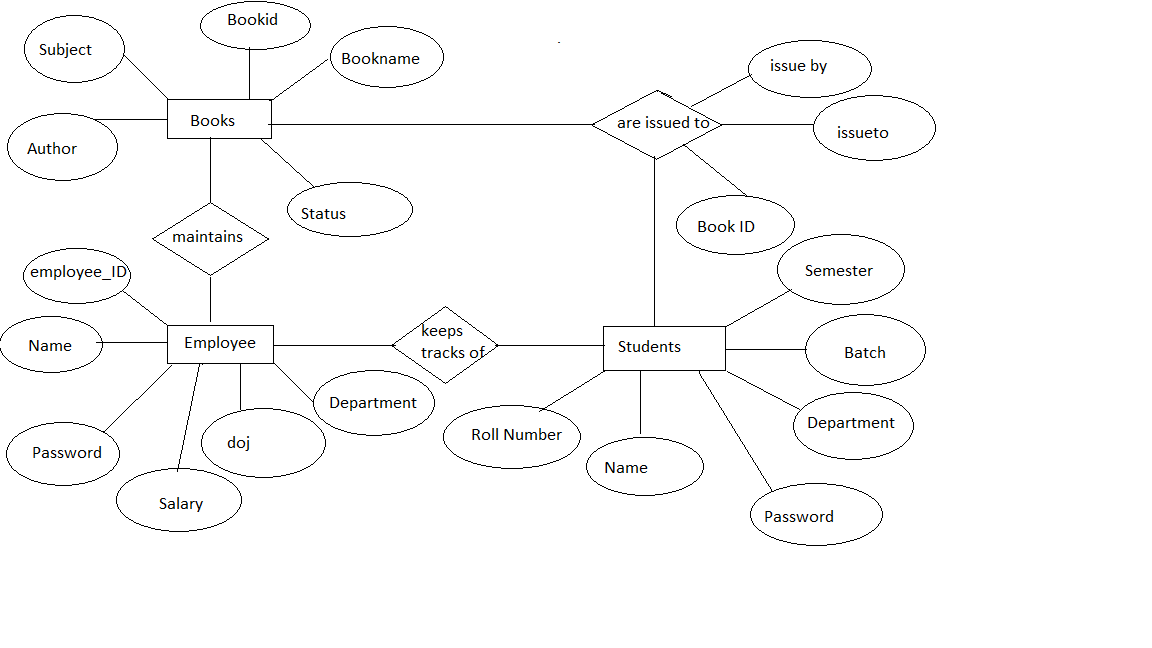 Bookid
Subject
Bookname
issue by
Books
are issued to
issueto
Author
Status
Book ID
maintains
employee_ID
Semester
Name
Employee
keeps
tracks of
Students
Batch
Department
Department
Roll Number
doj
Password
Name
Salary
Password